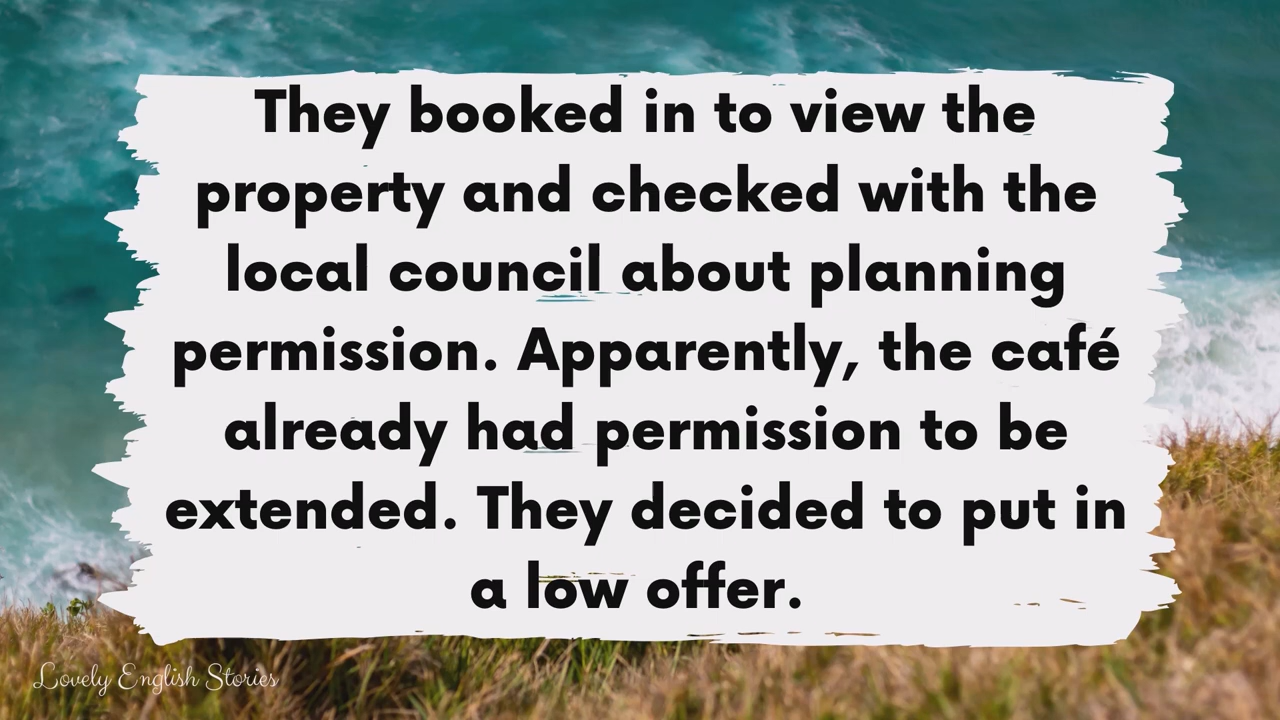 They booked in to view the
property and checked with the
local council about planning
permission. Apparently, the café
already had permission to be
extended. They decided to put in
a low offer.
Lovely English Stories